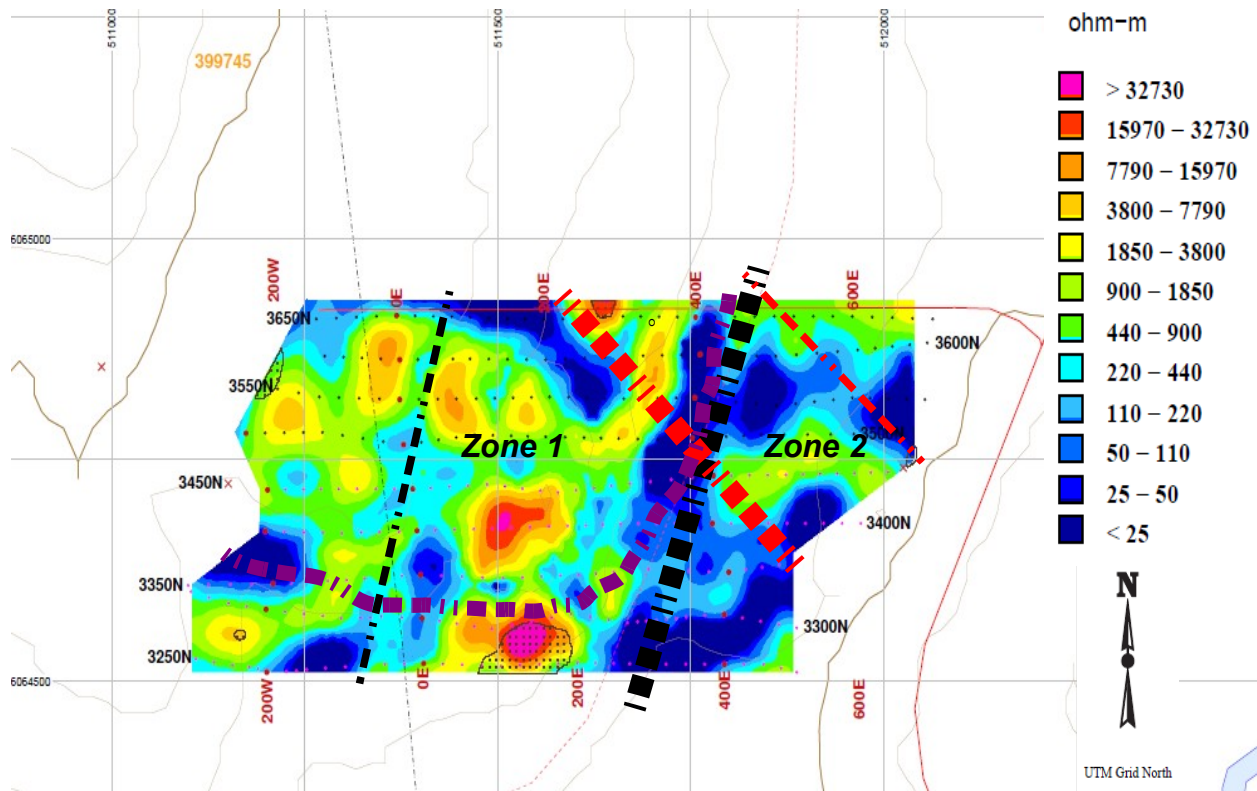 511000
511500
512000
ohm-m
399745
> 32730
15970 – 32730
7790 – 15970
3800 – 7790
1850 – 3800
900 – 1850
440 – 900
220 – 440
110 – 220
50 – 110
25 – 50
< 25
6065000
200W
0E
400E
600E
3650N
3600N
3550N
Zone 1
Zone 2
3450N
3400N
3350N
3300N
3250N
6064500
200W
0E
200E
400E
600E
N
UTM Grid North